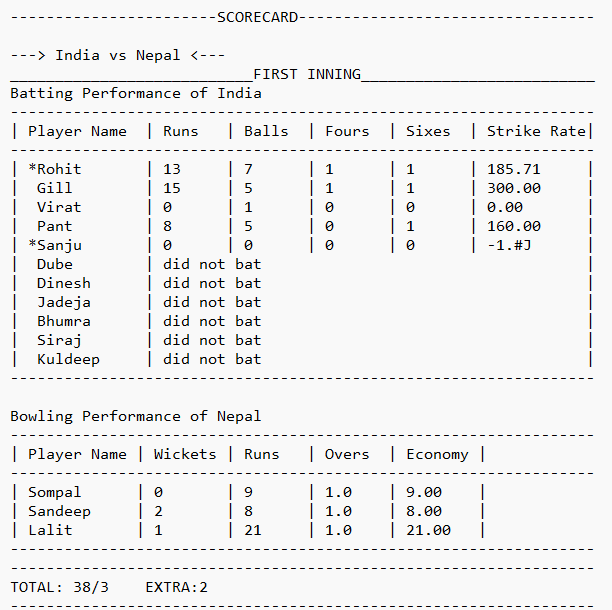 -----------------------SCORECARD---------------------------------
---> India vs Nepal <---
___________________________FIRST INNING__________________________
Batting Performance of India
-----------------------------------------------------------------
| Player Name  | Runs   | Balls  | Fours  | Sixes  | Strike Rate|
-----------------------------------------------------------------
| *Rohit       | 13     | 7      | 1      | 1      | 185.71     |
|  Gill        | 15     | 5      | 1      | 1      | 300.00     |
|  Virat       | 0      | 1      | 0      | 0      | 0.00       |
|  Pant        | 8      | 5      | 0      | 1      | 160.00     |
| *Sanju       | 0      | 0      | 0      | 0      | -1.#J      |
|  Dube        | did not bat                                    |
|  Dinesh      | did not bat                                    |
|  Jadeja      | did not bat                                    |
|  Bhumra      | did not bat                                    |
|  Siraj       | did not bat                                    |
|  Kuldeep     | did not bat                                    |
-----------------------------------------------------------------
Bowling Performance of Nepal
-----------------------------------------------------------------
| Player Name | Wickets | Runs   | Overs  | Economy |
-----------------------------------------------------------------
| Sompal      | 0       | 9      | 1.0    | 9.00    |
| Sandeep     | 2       | 8      | 1.0    | 8.00    |
| Lalit       | 1       | 21     | 1.0    | 21.00   |
-----------------------------------------------------------------
-----------------------------------------------------------------
TOTAL: 38/3    EXTRA:2
-----------------------------------------------------------------